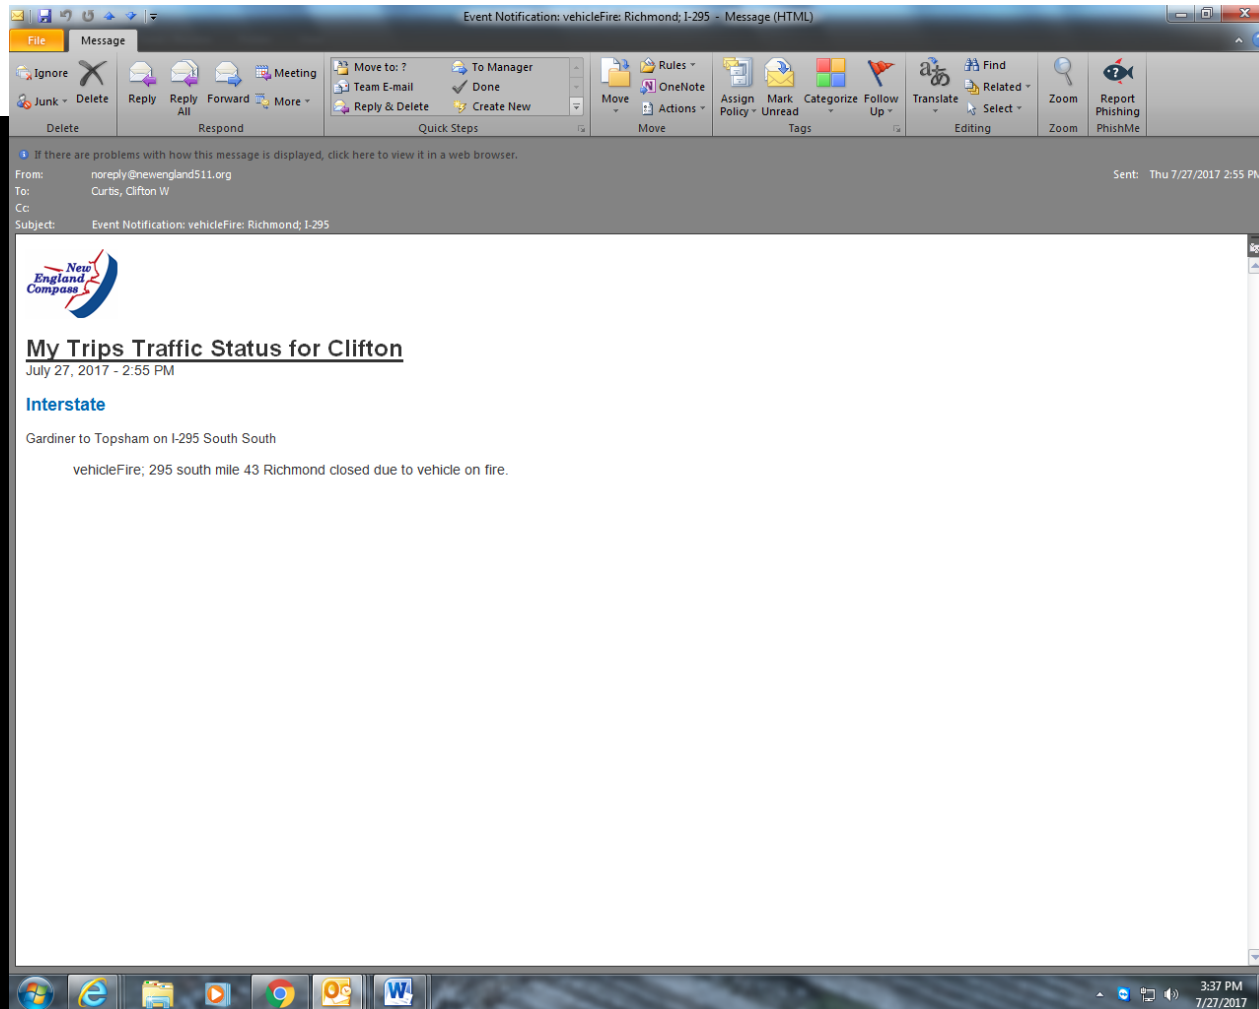 Event Notification: vehicleFire: Richmond; I-295 - Message (HTML)
File Message
Ignore
Junk
Delete
Reply
Reply All
Forward
Meeting
More
Move to: ?
Team E-mail
Reply & Delete
To Manager
Done
Create New
Move
Rules
OneNote
Actions
Assign Policy
Mark Unread
Categorize
Follow Up
Translate
Find
Related
Select
Zoom
Report Phishing
Delete Respond Quick Steps Move Tags Editing Zoom PhishMe
If there are problems with how this message is displayed, click here to view it in a web browser.
From: noreply@newengland511.org Sent: Thu 7/27/2017 2:55 PM
To: Curtis, Clifton W
Cc:
Subject: Event Notification: vehicleFire: Richmond; I-295
New
England
Compass
My Trips Traffic Status for Clifton
July 27, 2017 - 2:55 PM
Interstate
Gardiner to Topsham on I-295 South South
vehicleFire; 295 south mile 43 Richmond closed due to vehicle on fire.
3:37 PM
7/27/2017